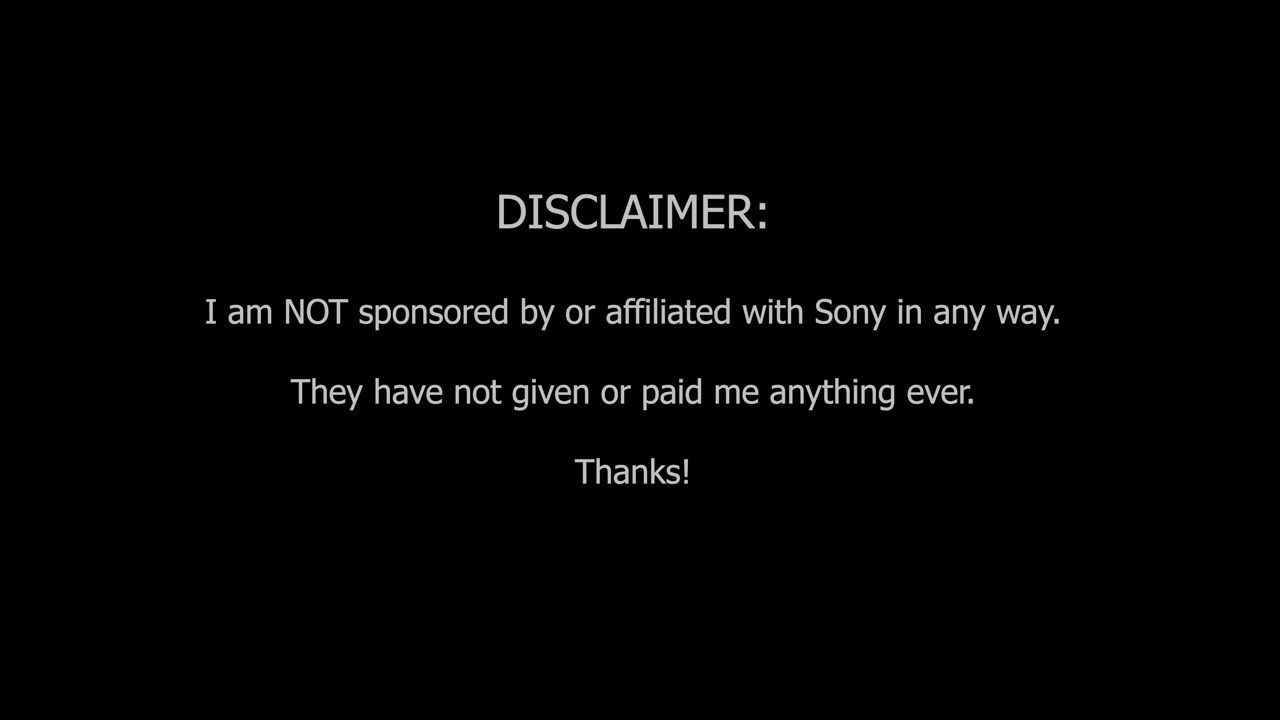 DISCLAIMER:
I am NOT sponsored by or affiliated with Sony in any way.
They have not given or paid me anything ever.
Thanks!